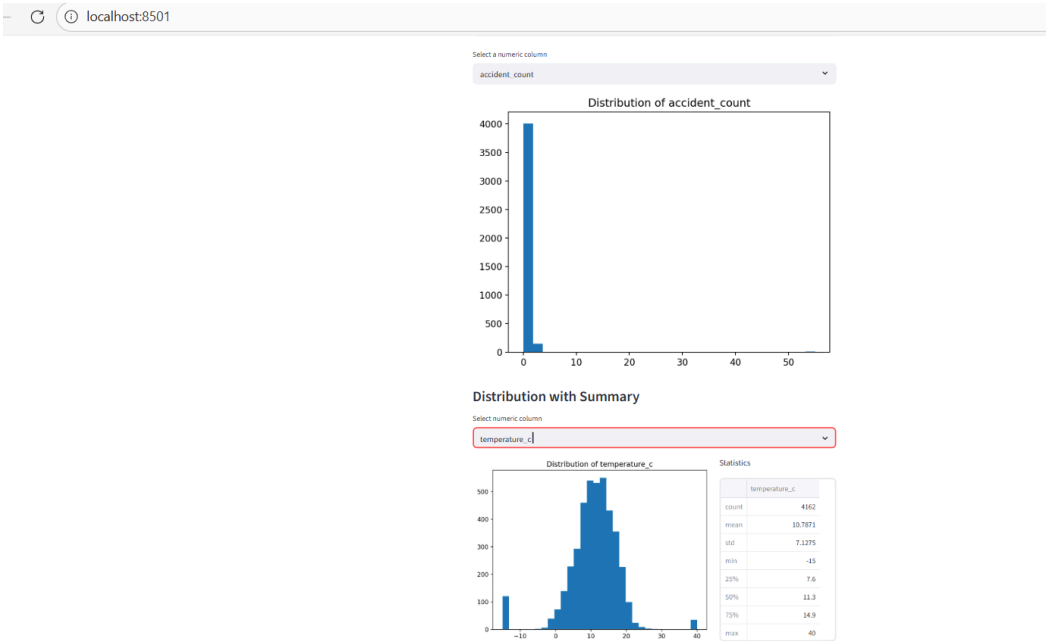 localhost:8501
Select a numeric column
accident_count
Distribution of accident_count
4000
3500
3000
2500
2000
1500
1000
500
0
0 10 20 30 40 50
Distribution with Summary
Select numeric column
temperature_c
Distribution of temperature_c
500
400
300
200
100
0
−10 0 10 20 30 40
Statistics
temperature_c
count 4162
mean 10.7871
std 7.1275
min -15
25% 7.6
50% 11.3
75% 14.9
max 40